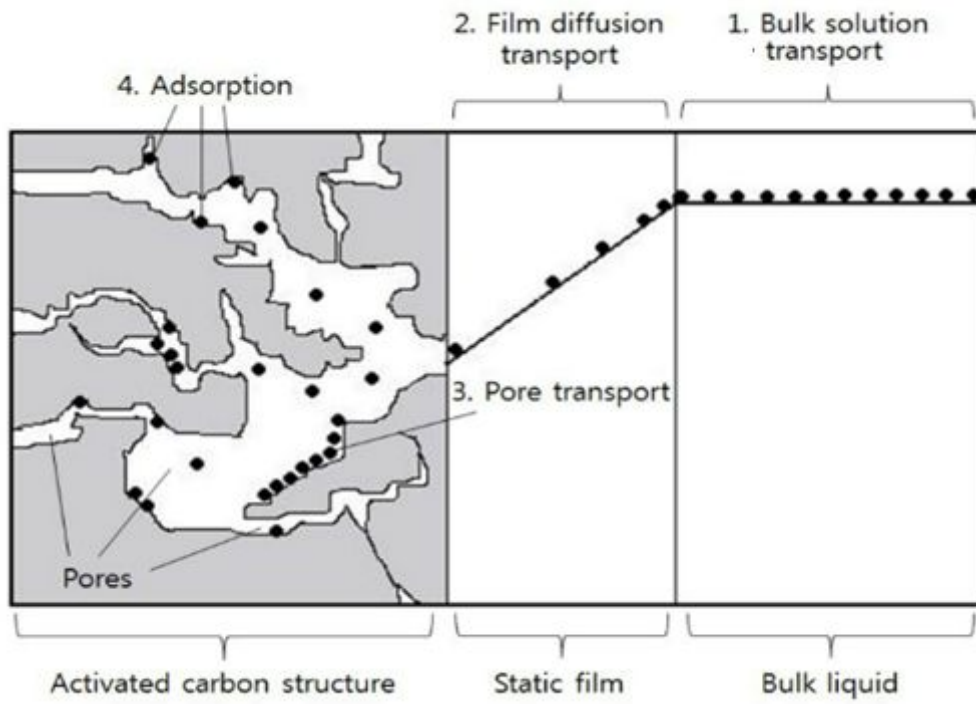 2. Film diffusion
transport
1. Bulk solution
transport
4. Adsorption
3. Pore transport
Pores
Activated carbon structure
Static film
Bulk liquid